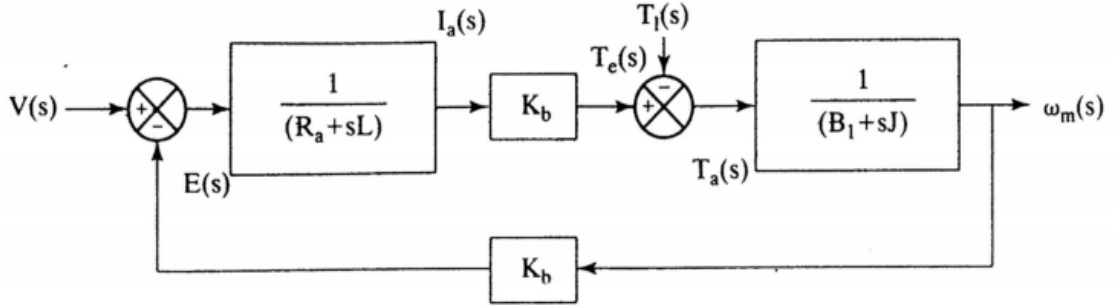 I_a(s)
T_l(s)
T_e(s)
V(s)
+
−
1
(R_a+sL)
K_b
+
−
1
(B_1+sJ)
ω_m(s)
E(s)
T_a(s)
K_b